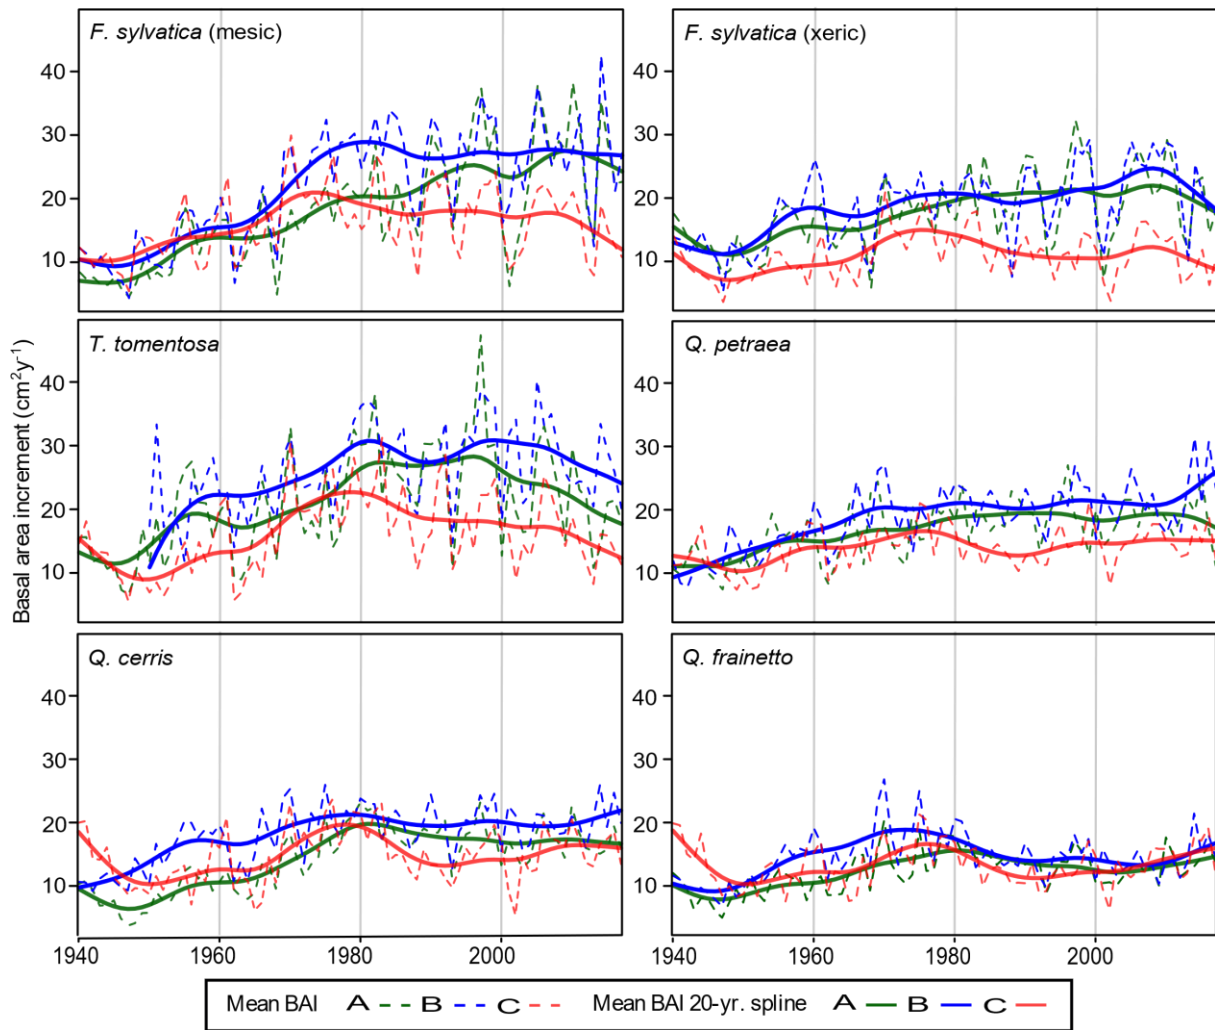 F. sylvatica (mesic)
F. sylvatica (xeric)
40
30
20
10
40
30
20
10
T. tomentosa
Q. petraea
40
30
20
10
40
30
20
10
Q. cerris
Q. frainetto
40
30
20
10
40
30
20
10
Basal area increment (cm²y⁻¹)
1940 1960 1980 2000
1940 1960 1980 2000
Mean BAI A B C Mean BAI 20-yr. spline A B C